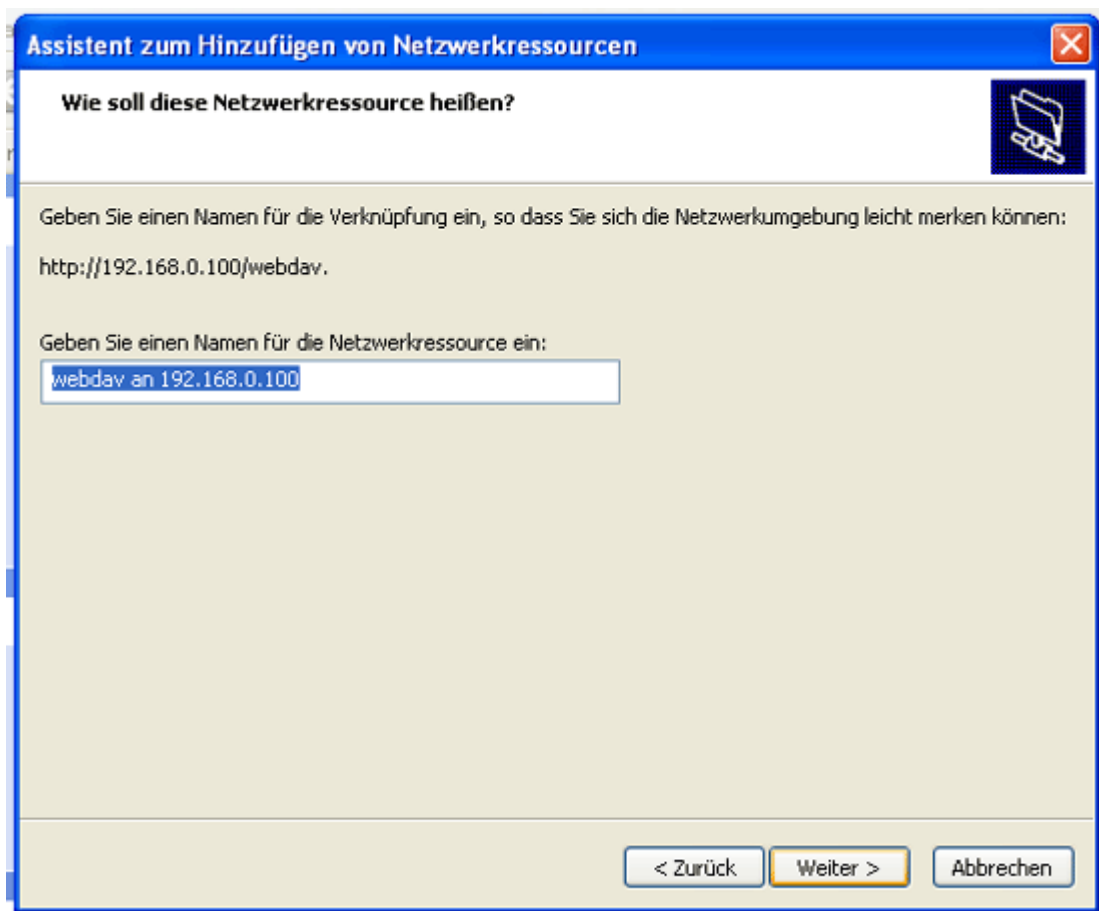 Assistent zum Hinzufügen von Netzwerkressourcen
Wie soll diese Netzwerkressource heißen?
Geben Sie einen Namen für die Verknüpfung ein, so dass Sie sich die Netzwerkumgebung leicht merken können:
http://192.168.0.100/webdav.
Geben Sie einen Namen für die Netzwerkressource ein:
webdav an 192.168.0.100
< Zurück Weiter > Abbrechen